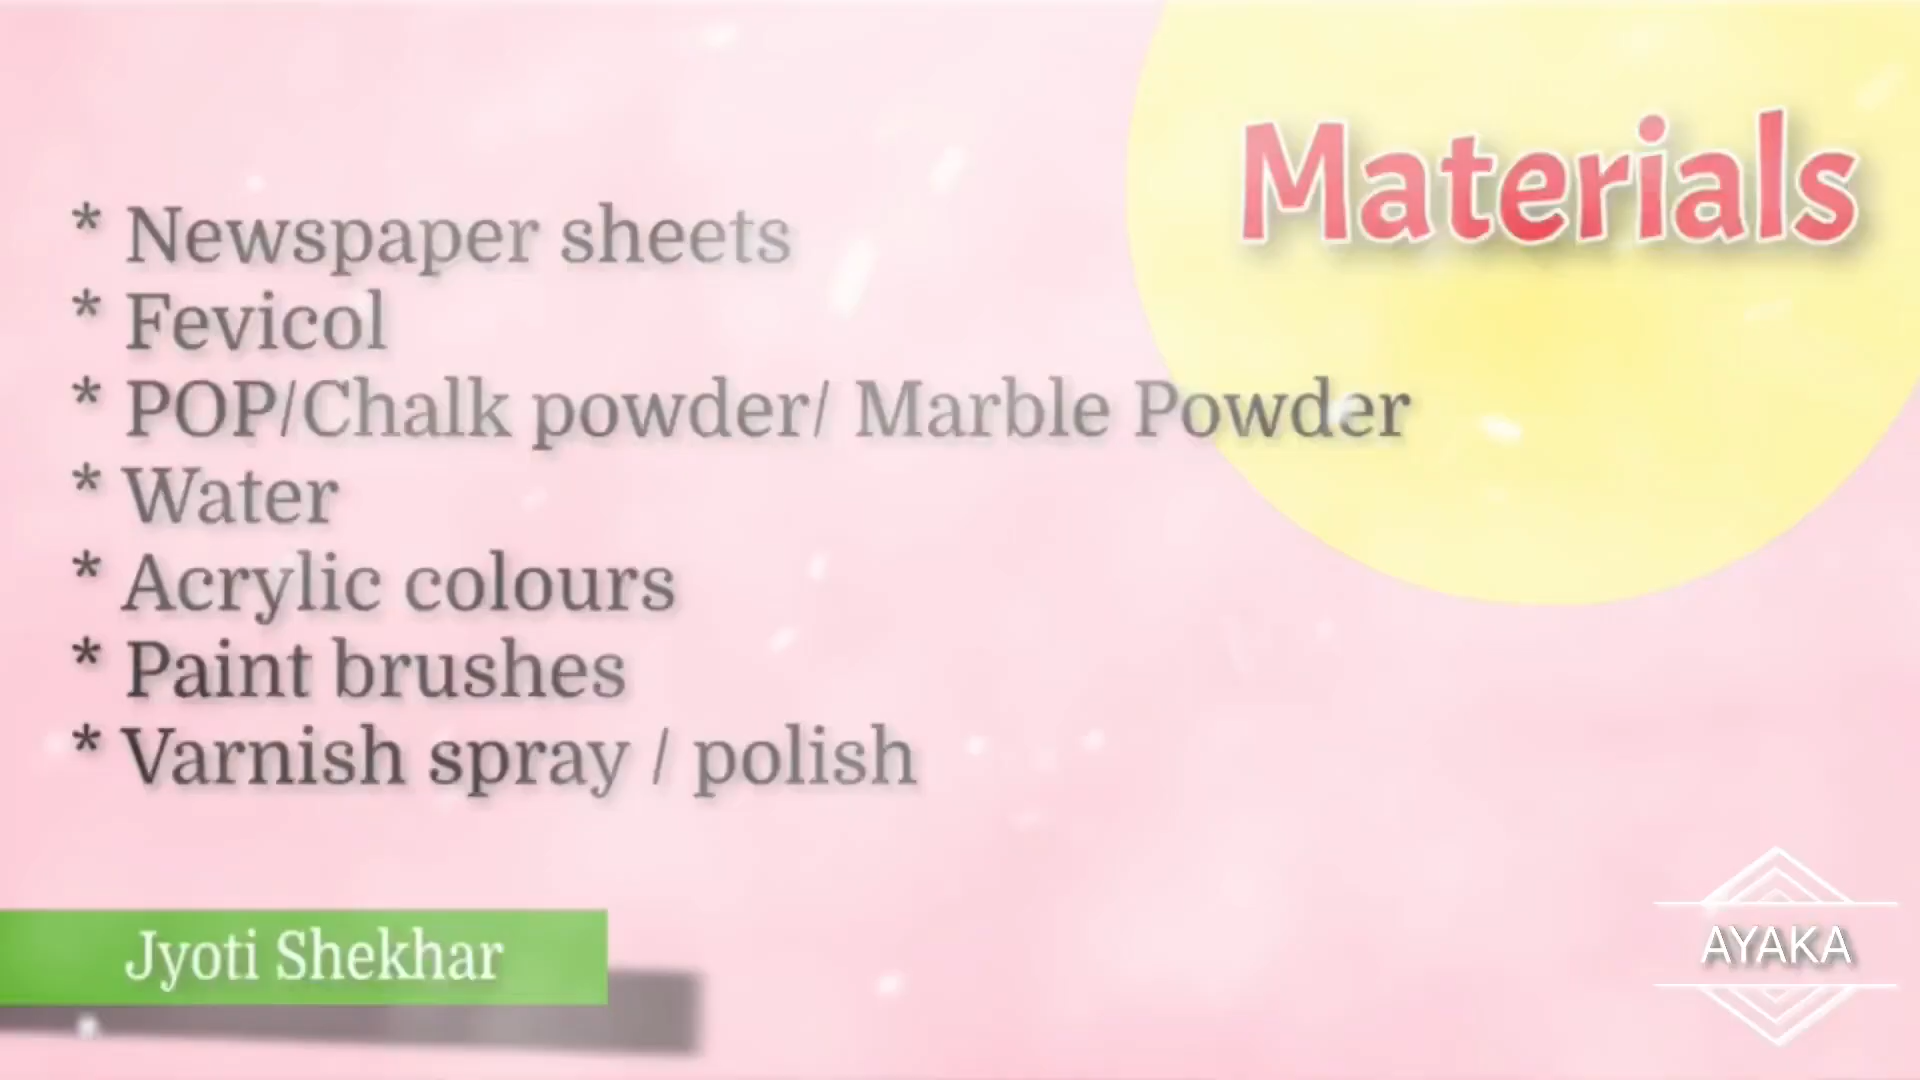 Materials
* Newspaper sheets
* Fevicol
* POP/Chalk powder/ Marble Powder
* Water
* Acrylic colours
* Paint brushes
* Varnish spray / polish
Jyoti Shekhar
AYAKA